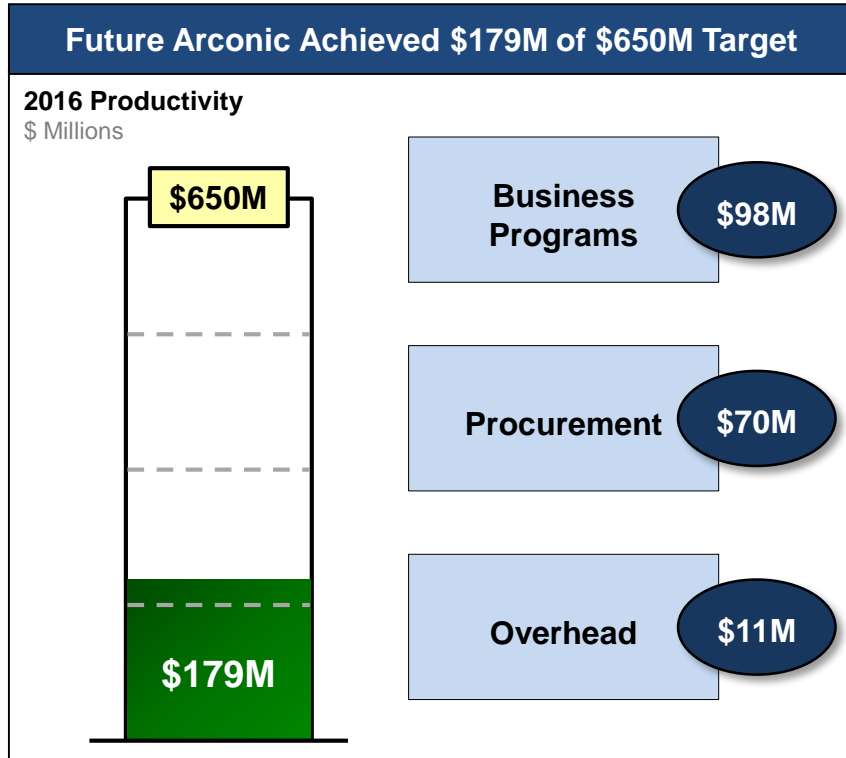 Future Arconic Achieved $179M of $650M Target
2016 Productivity
$ Millions
$650M
$179M
Business
Programs
$98M
Procurement
$70M
Overhead
$11M